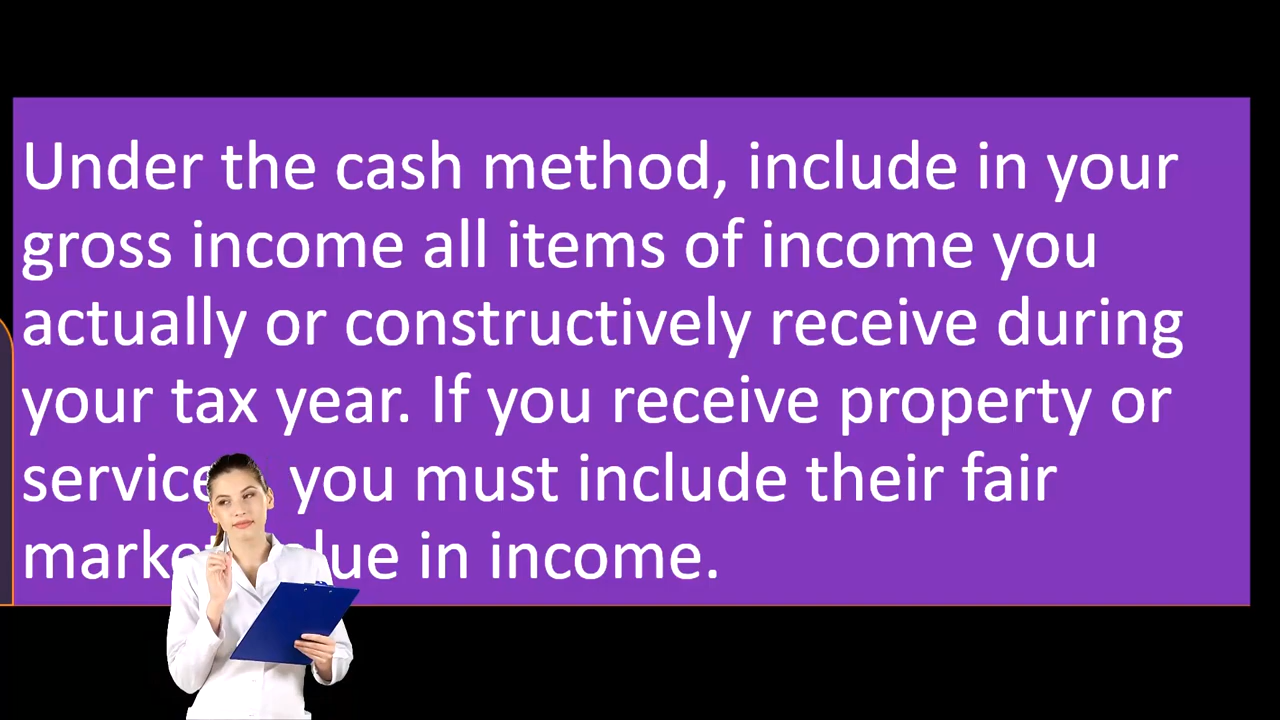 Under the cash method, include in your
gross income all items of income you
actually or constructively receive during
your tax year. If you receive property or
you must include their fair
in income.